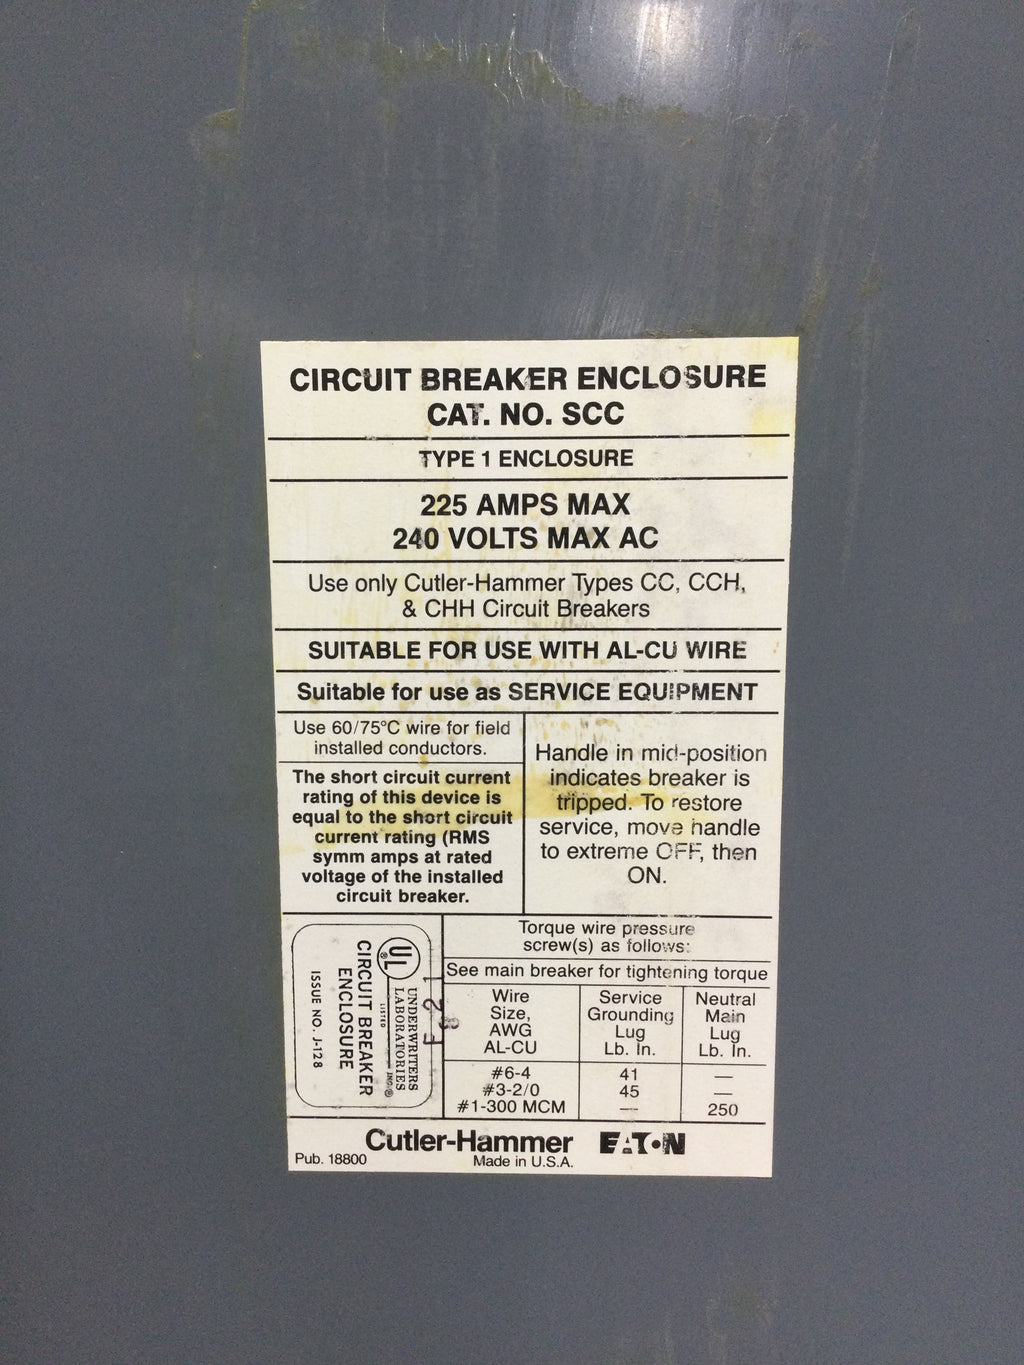 CIRCUIT BREAKER ENCLOSURE
CAT. NO. SCC
TYPE 1 ENCLOSURE
225 AMPS MAX
240 VOLTS MAX AC
Use only Cutler-Hammer Types CC, CCH,
& CHH Circuit Breakers
SUITABLE FOR USE WITH AL-CU WIRE
Suitable for use as SERVICE EQUIPMENT
Use 60/75°C wire for field
installed conductors.
The short circuit current
rating of this device is
equal to the short circuit
current rating (RMS
symm amps at rated
voltage of the installed
circuit breaker.
Handle in mid-position
indicates breaker is
tripped. To restore
service, move handle
to extreme OFF, then
ON.
UL®
UNDERWRITERS
LABORATORIES
INC.®
LISTED
CIRCUIT BREAKER
ENCLOSURE
ISSUE NO. J-128
Torque wire pressure
screw(s) as follows:
See main breaker for tightening torque
Wire
Size,
AWG
AL-CU
Service
Grounding
Lug
Lb. In.
Neutral
Main
Lug
Lb. In.
#6-4 41 —
#3-2/0 45 —
#1-300 MCM — 250
Cutler-Hammer EATON
Pub. 18800 Made in U.S.A.